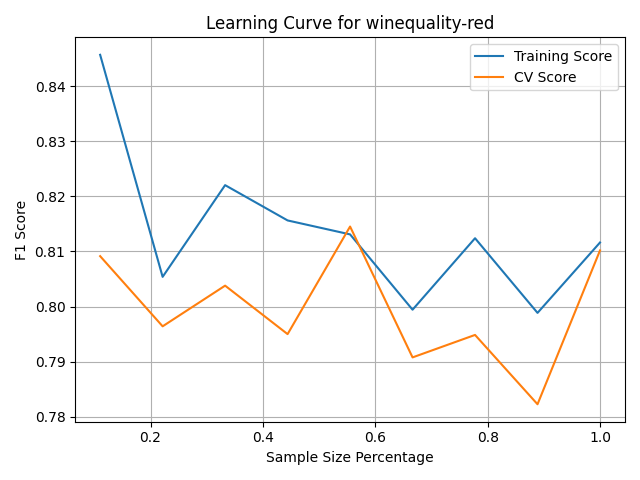 Learning Curve for winequality-red
Training Score
CV Score
F1 Score
0.84
0.83
0.82
0.81
0.80
0.79
0.78
0.2 0.4 0.6 0.8 1.0
Sample Size Percentage